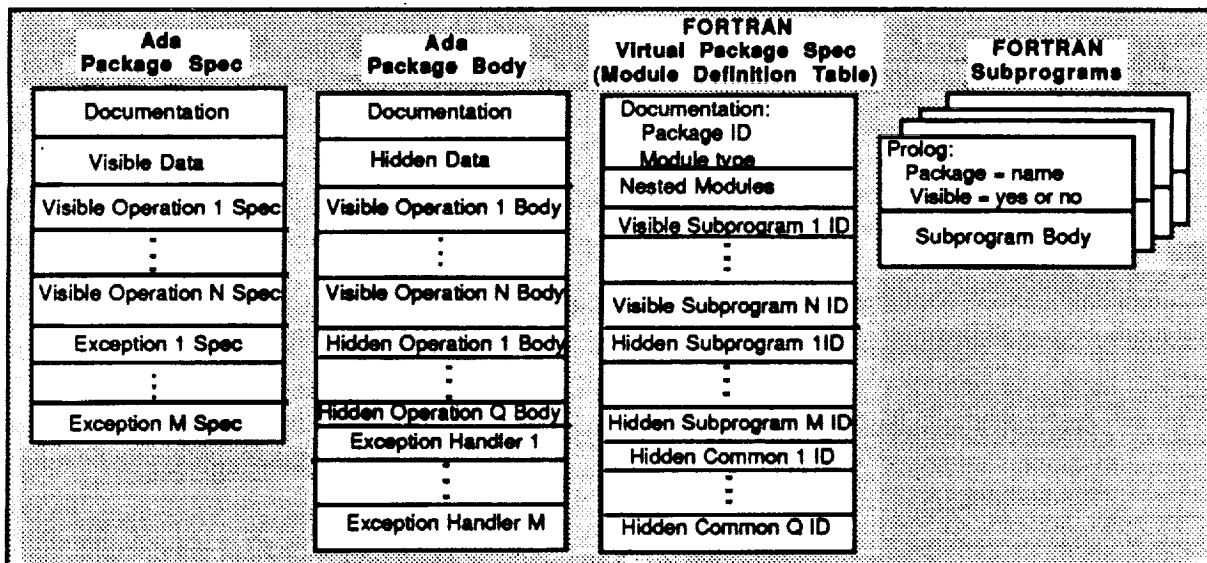 Ada
Package Spec
Documentation
Visible Data
Visible Operation 1 Spec
Visible Operation N Spec
Exception 1 Spec
Exception M Spec
Ada
Package Body
Documentation
Hidden Data
Visible Operation 1 Body
Visible Operation N Body
Hidden Operation 1 Body
Hidden Operation Q Body
Exception Handler 1
Exception Handler M
FORTRAN
Virtual Package Spec
(Module Definition Table)
Documentation:
Package ID
Module type
Nested Modules
Visible Subprogram 1 ID
Visible Subprogram N ID
Hidden Subprogram 1ID
Hidden Subprogram M ID
Hidden Common 1 ID
Hidden Common Q ID
FORTRAN
Subprograms
Prolog:
Package = name
Visible = yes or no
Subprogram Body